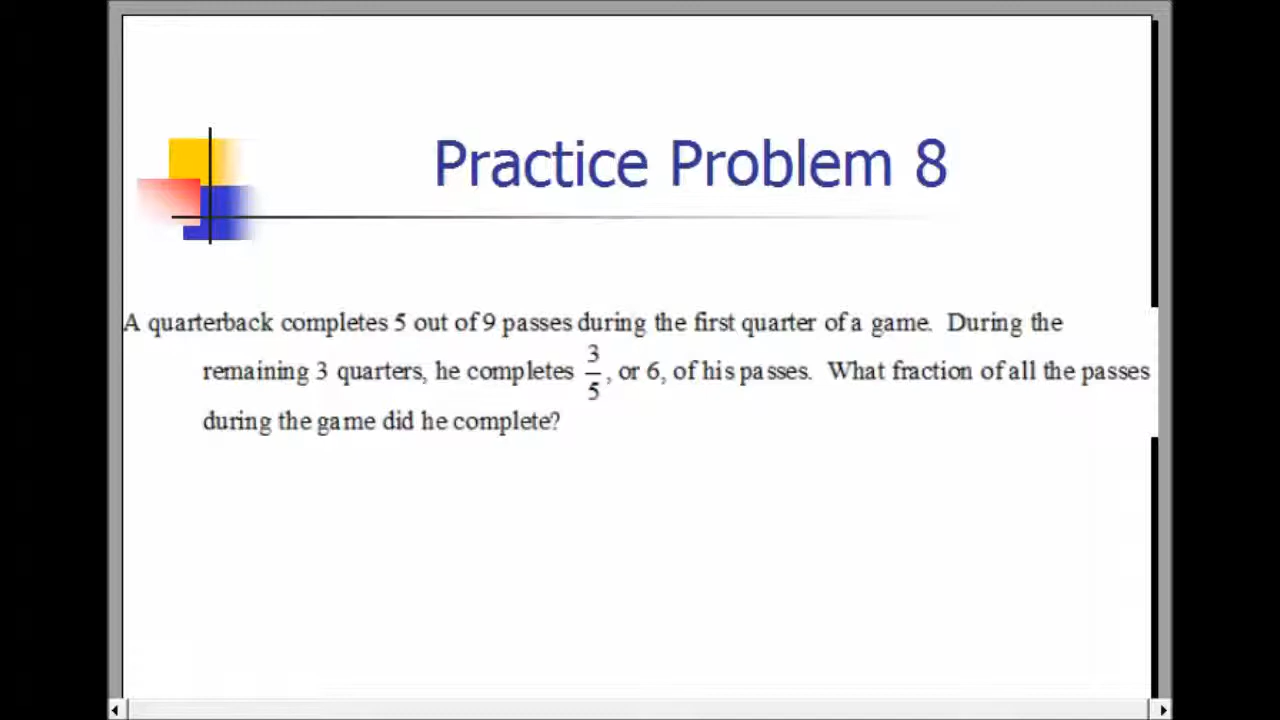 Practice Problem 8
A quarterback completes 5 out of 9 passes during the first quarter of a game. During the
remaining 3 quarters, he completes 3/5, or 6, of his passes. What fraction of all the passes
during the game did he complete?